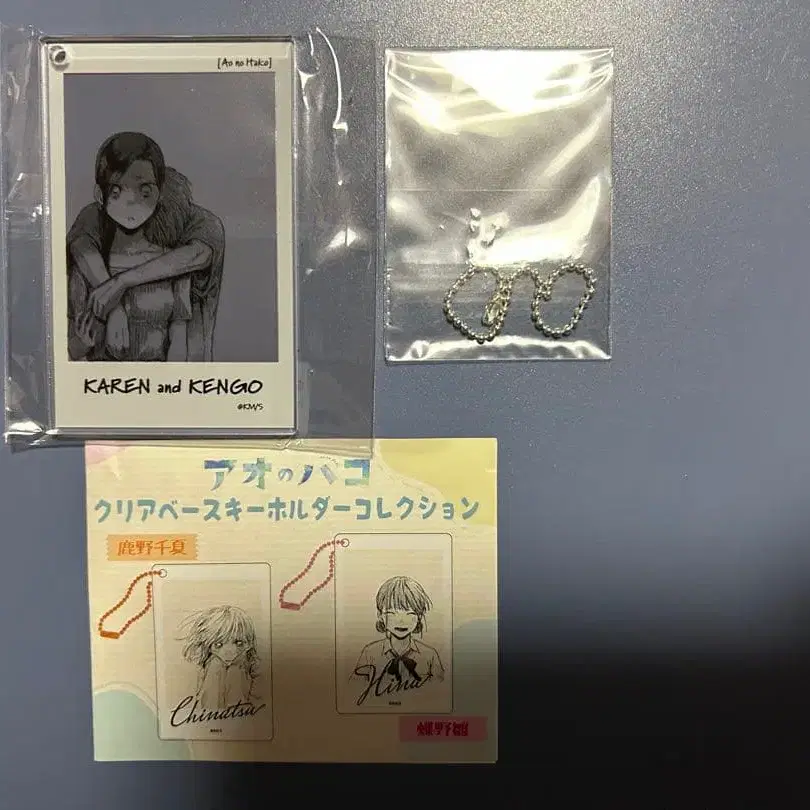 [Ao no Hako]
KAREN and KENGO
©KM/S
アオのハコ
クリアベースキーホルダーコレクション
鹿野千夏
Chinatsu
Hina
蝶野雛